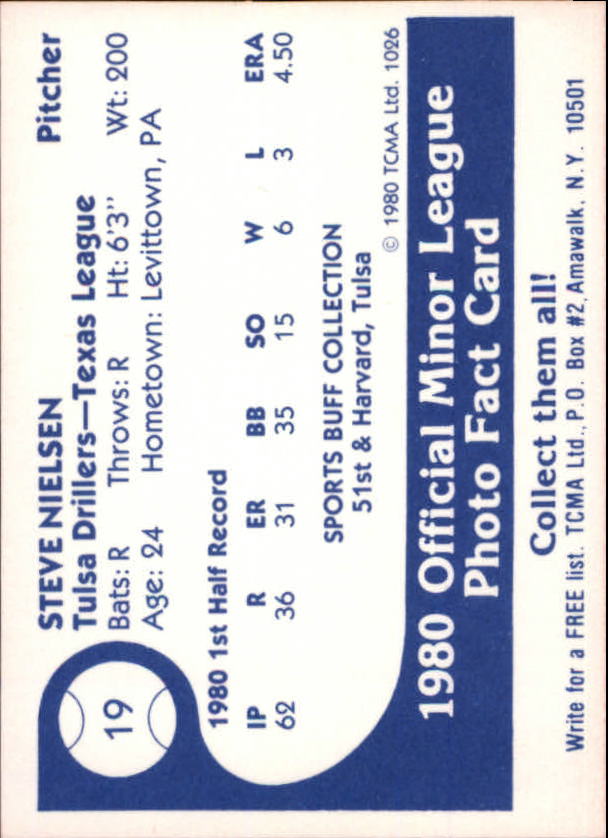 19
STEVE NIELSEN Pitcher
Tulsa Drillers—Texas League
Bats: R Throws: R Ht: 6'3" Wt: 200
Age: 24 Hometown: Levittown, PA
1980 1st Half Record
IP R ER BB SO W L ERA
62 36 31 35 15 6 3 4.50
SPORTS BUFF COLLECTION
51st & Harvard, Tulsa
© 1980 TCMA Ltd. 1026
1980 Official Minor League
Photo Fact Card
Collect them all!
Write for a FREE list. TCMA Ltd., P.O. Box #2, Amawalk, N.Y. 10501